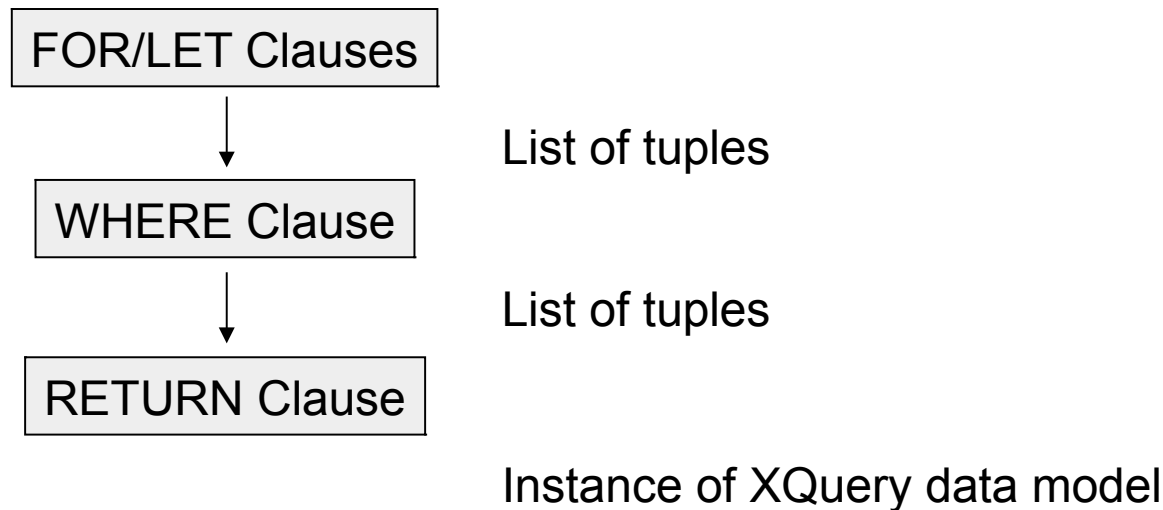 FOR/LET Clauses
List of tuples
WHERE Clause
List of tuples
RETURN Clause
Instance of XQuery data model